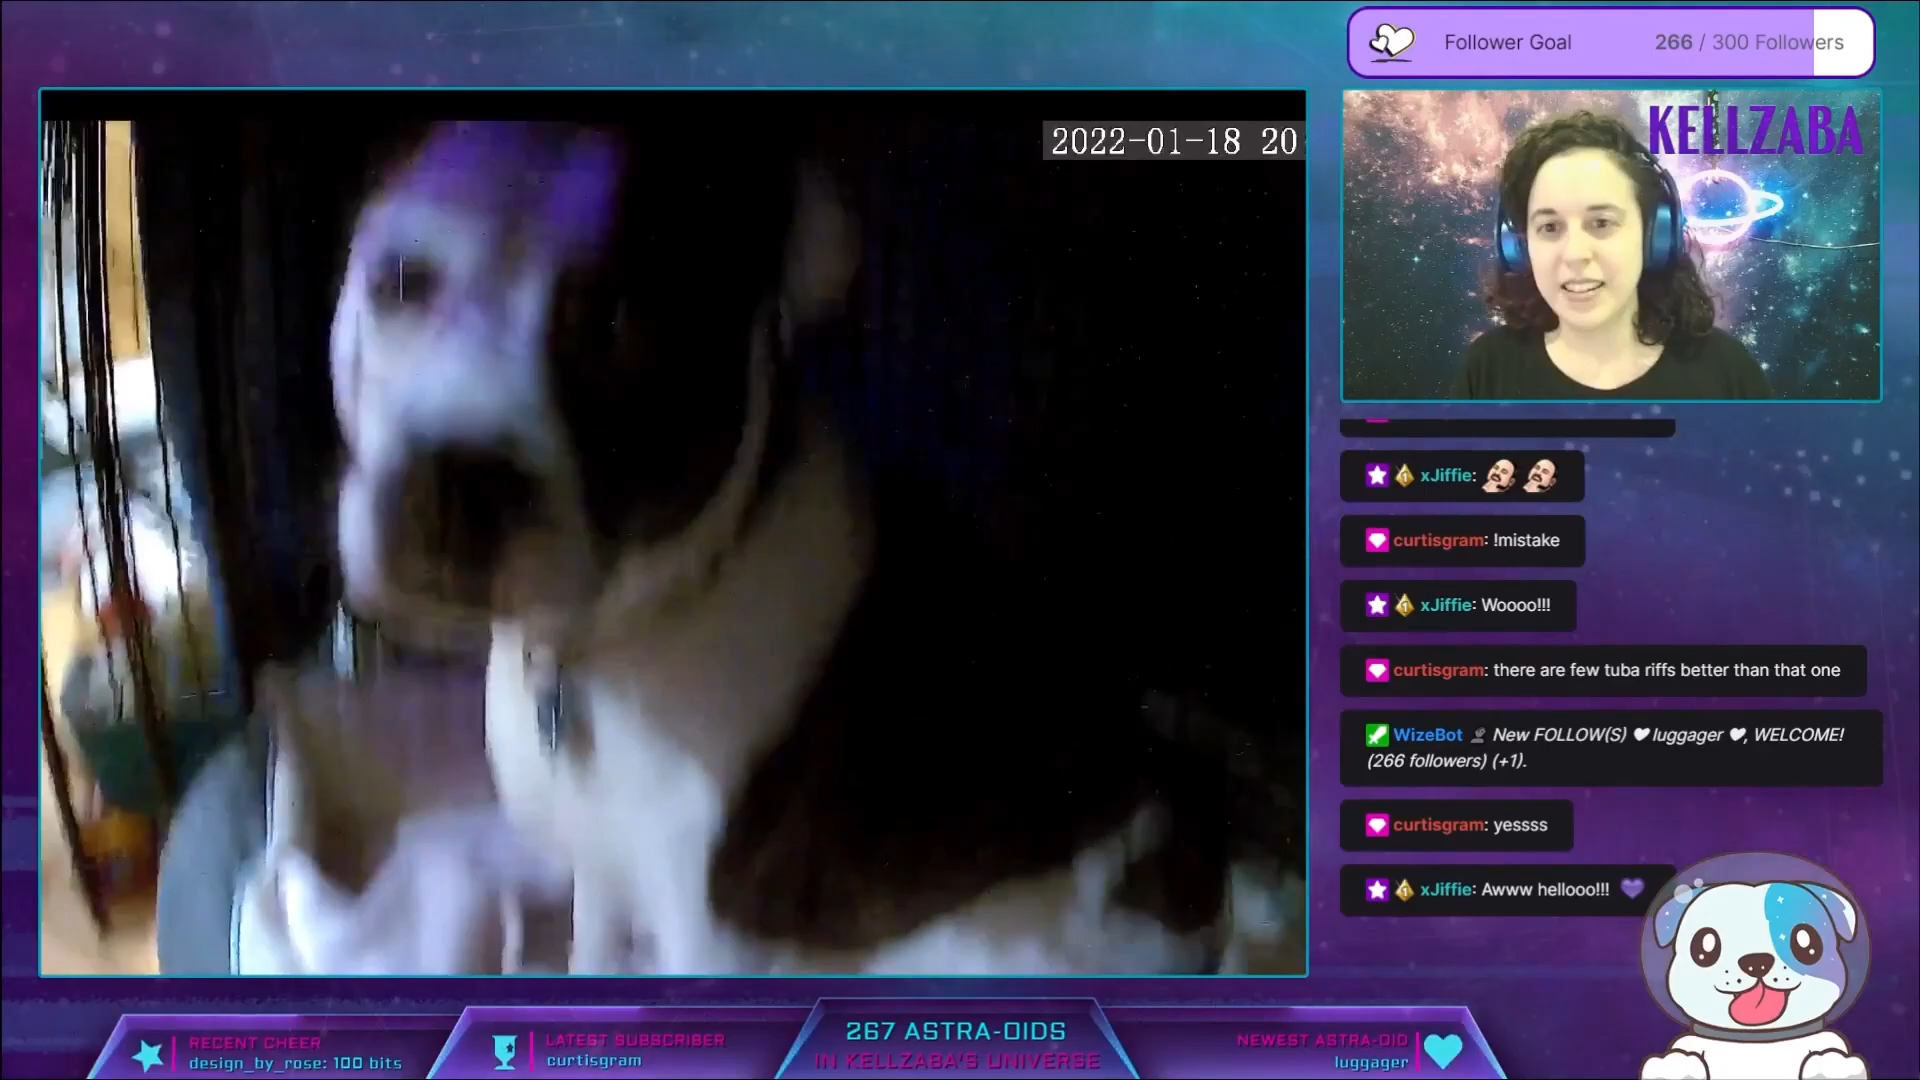 Follower Goal 266 / 300 Followers
2022-01-18 20
KELLZABA
xJiffie:
curtisgram: !mistake
xJiffie: Woooo!!!
curtisgram: there are few tuba riffs better than that one
WizeBot New FOLLOW(S) ♥ luggager ♥, WELCOME!
(266 followers) (+1).
curtisgram: yessss
xJiffie: Awww hellooo!!! 💜
RECENT CHEER
design_by_rose: 100 bits
LATEST SUBSCRIBER
curtisgram
267 ASTRA-OIDS
IN KELLZABA'S UNIVERSE
NEWEST ASTRA-OID
luggager